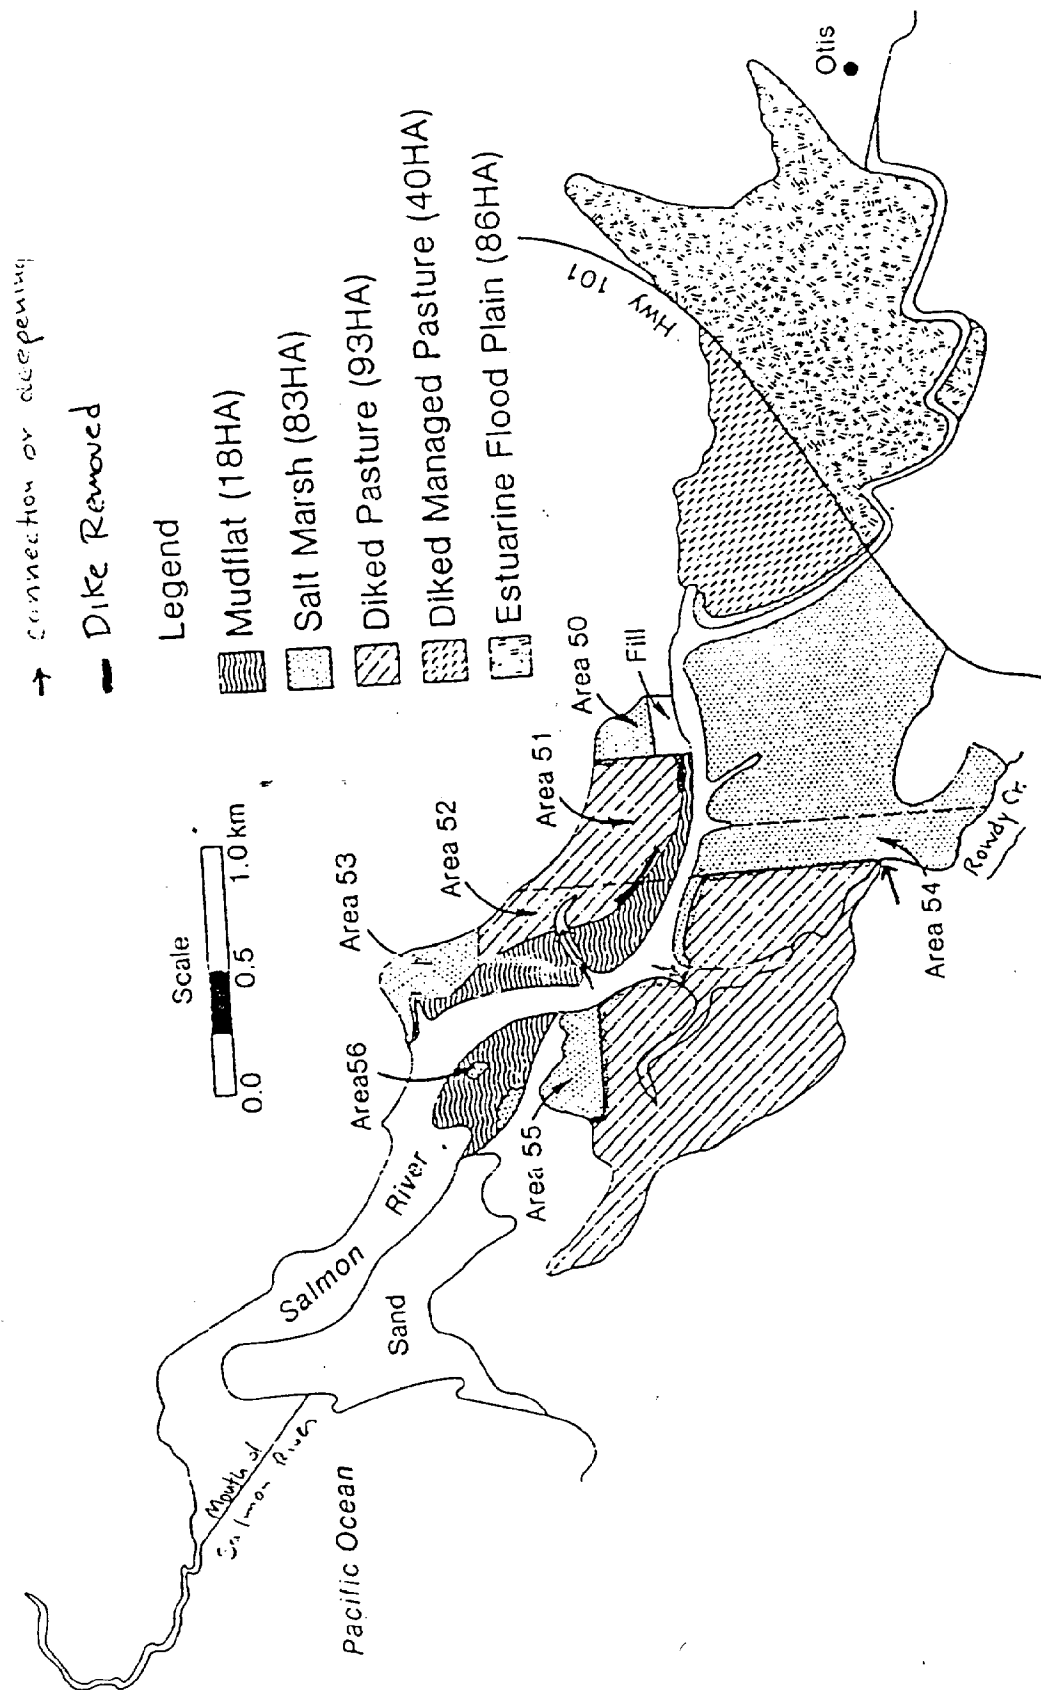 → connection or deepening
Dike Removed
Legend
Mudflat (18HA)
Salt Marsh (83HA)
Diked Pasture (93HA)
Diked Managed Pasture (40HA)
Estuarine Flood Plain (86HA)
Scale
0.0 0.5 1.0 km
Otis
Hwy 101
Area 50
Fill
Area 51
Area 52
Area 53
Area 54
Rowdy Cr.
Area 55
Area56
Salmon River
Sand
Mouth of
Salmon River
Pacific Ocean